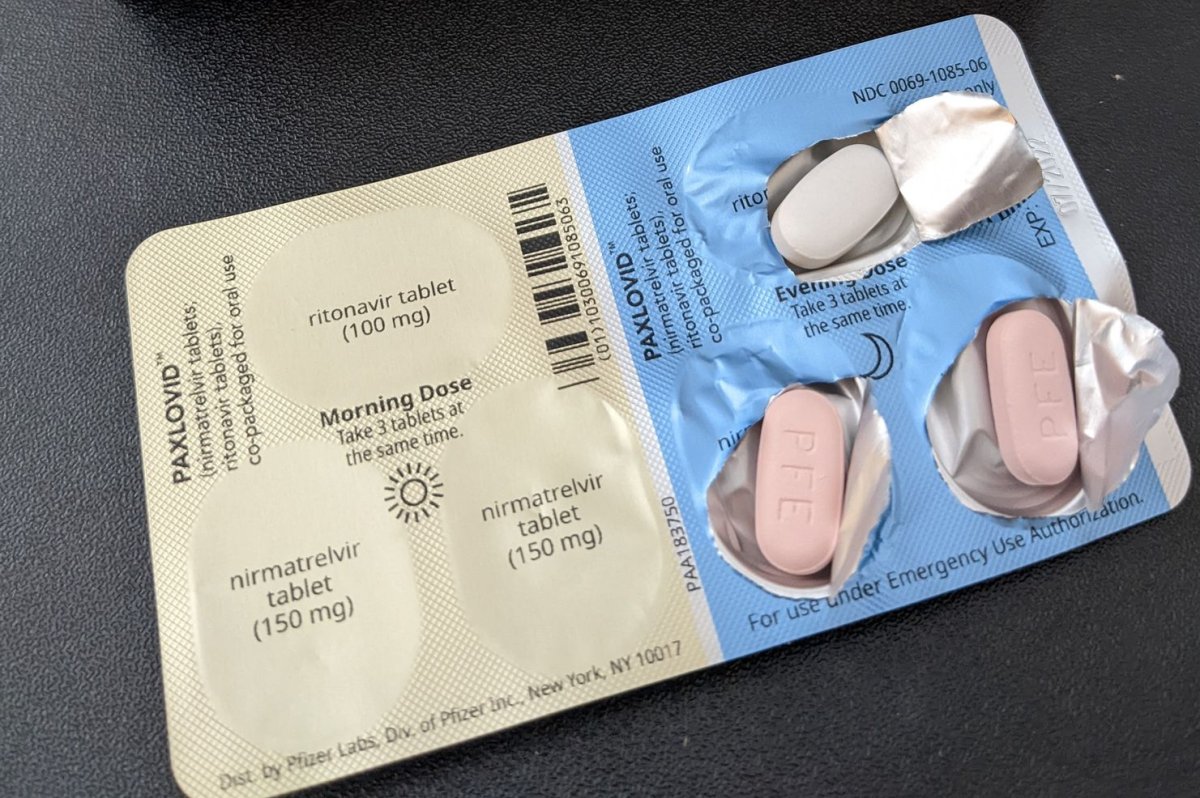 PAXLOVID™
(nirmatrelvir tablets;
ritonavir tablets),
co-packaged for oral use
ritonavir tablet
(100 mg)
Morning Dose
Take 3 tablets at
the same time.
nirmatrelvir
tablet
(150 mg)
nirmatrelvir
tablet
(150 mg)
Dist. by Pfizer Labs, Div. of Pfizer Inc., New York, NY 10017
(01)10300691085063
PAA183750
PAXLOVID™
(nirmatrelvir tablets;
ritonavir tablets),
co-packaged for oral use
NDC 0069-1085-06
only
Evening Dose
Take 3 tablets at
the same time.
PFE
PFE
For use under Emergency Use Authorization.
EXP